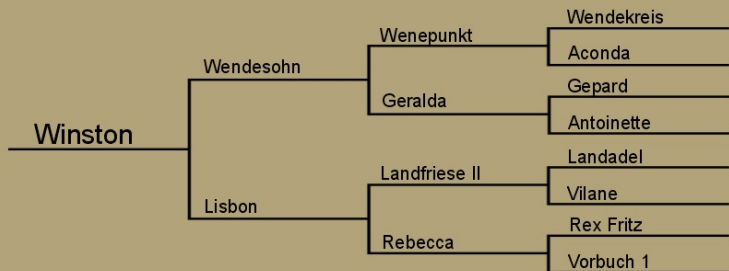 Wendekreis
Wenepunkt
Aconda
Wendesohn
Gepard
Geralda
Antoinette
Winston
Landadel
Landfriese II
Vilane
Lisbon
Rex Fritz
Rebecca
Vorbuch 1